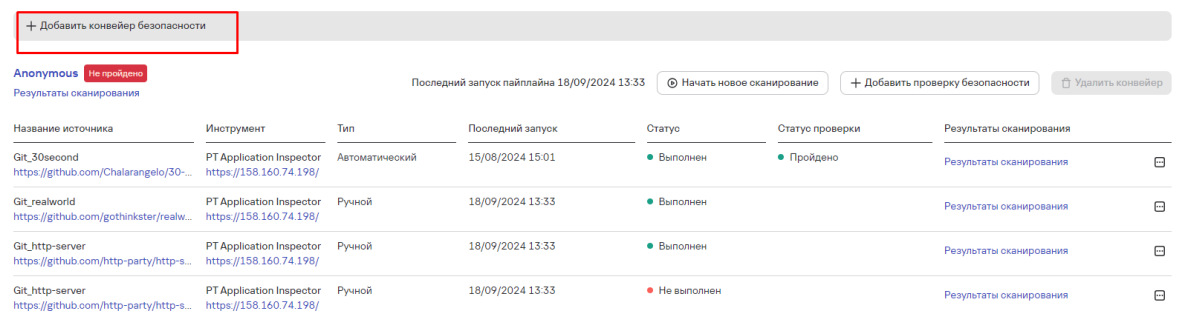 + Добавить конвейер безопасности
Anonymous Не пройдено
Последний запуск пайплайна 18/09/2024 13:33 Начать новое сканирование + Добавить проверку безопасности Удалить конвейер
Результаты сканирования
Название источника Инструмент Тип Последний запуск Статус Статус проверки Результаты сканирования
Git_30second PT Application Inspector Автоматический 15/08/2024 15:01 Выполнен Пройдено Результаты сканирования
https://github.com/Chalarangelo/30-... https://158.160.74.198/
Git_realworld PT Application Inspector Ручной 18/09/2024 13:33 Выполнен Результаты сканирования
https://github.com/gothinkster/realw... https://158.160.74.198/
Git_http-server PT Application Inspector Ручной 18/09/2024 13:33 Выполнен Результаты сканирования
https://github.com/http-party/http-s... https://158.160.74.198/
Git_http-server PT Application Inspector Ручной 18/09/2024 13:33 Не выполнен Результаты сканирования
https://github.com/http-party/http-s... https://158.160.74.198/